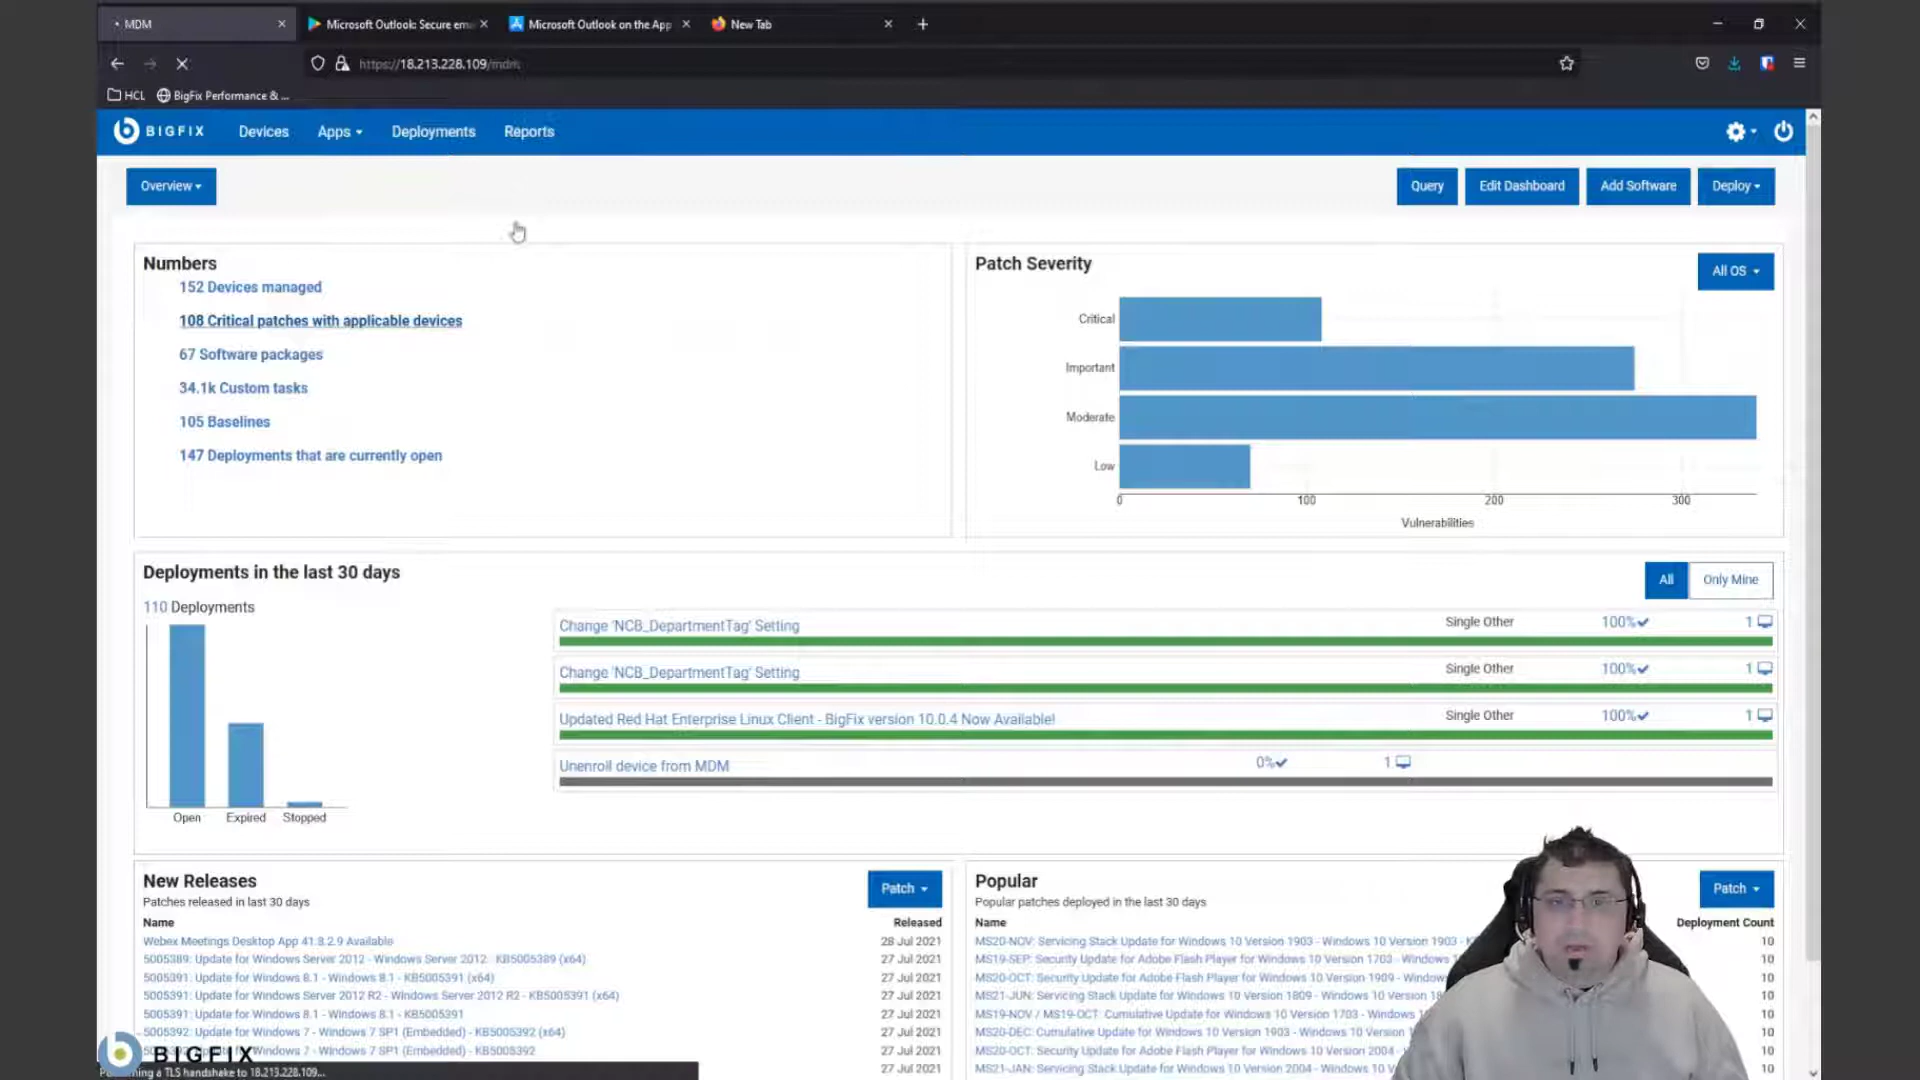 MDM
Microsoft Outlook: Secure em
Microsoft Outlook on the App
New Tab
https://18.213.228.109/mdm
HCL
BigFix Performance & ...
BIGFIX
Devices
Apps
Deployments
Reports
Overview
Query
Edit Dashboard
Add Software
Deploy
Numbers
152 Devices managed
108 Critical patches with applicable devices
67 Software packages
34.1k Custom tasks
105 Baselines
147 Deployments that are currently open
Patch Severity
All OS
Critical
Important
Moderate
Low
0 100 200 300
Vulnerabilities
Deployments in the last 30 days
All
Only Mine
110 Deployments
Open Expired Stopped
Change 'NCB_DepartmentTag' Setting Single Other 100% 1
Change 'NCB_DepartmentTag' Setting Single Other 100% 1
Updated Red Hat Enterprise Linux Client - BigFix version 10.0.4 Now Available! Single Other 100% 1
Unenroll device from MDM 0% 1
New Releases
Patch
Patches released in last 30 days
Name Released
Webex Meetings Desktop App 41.8.2.9 Available 28 Jul 2021
5005389: Update for Windows Server 2012 - Windows Server 2012 - KB5005389 (x64) 27 Jul 2021
5005391: Update for Windows 8.1 - Windows 8.1 - KB5005391 (x64) 27 Jul 2021
5005391: Update for Windows Server 2012 R2 - Windows Server 2012 R2 - KB5005391 (x64) 27 Jul 2021
5005391: Update for Windows 8.1 - Windows 8.1 - KB5005391 27 Jul 2021
5005392: Update for Windows 7 - Windows 7 SP1 (Embedded) - KB5005392 (x64) 27 Jul 2021
Windows 7 - Windows 7 SP1 (Embedded) - KB5005392 27 Jul 2021
27 Jul 2021
Popular
Patch
Popular patches deployed in the last 30 days
Name Deployment Count
MS20-NOV: Servicing Stack Update for Windows 10 Version 1903 - Windows 10 Version 1903 - K 10
MS19-SEP: Security Update for Adobe Flash Player for Windows 10 Version 1703 - Windows 10
MS20-OCT: Security Update for Adobe Flash Player for Windows 10 Version 1909 - Window 10
MS21-JUN: Servicing Stack Update for Windows 10 Version 1809 - Windows 10 Version 18 10
MS19-NOV / MS19-OCT: Cumulative Update for Windows 10 Version 1703 - Windows 10
MS20-DEC: Cumulative Update for Windows 10 Version 1903 - Windows 10 Version 10
MS20-OCT: Security Update for Adobe Flash Player for Windows 10 Version 2004 - 10
MS21-JAN: Servicing Stack Update for Windows 10 Version 2004 - Windows 10 Ver 10
BIGFIX
a TLS handshake to 18.213.228.109...